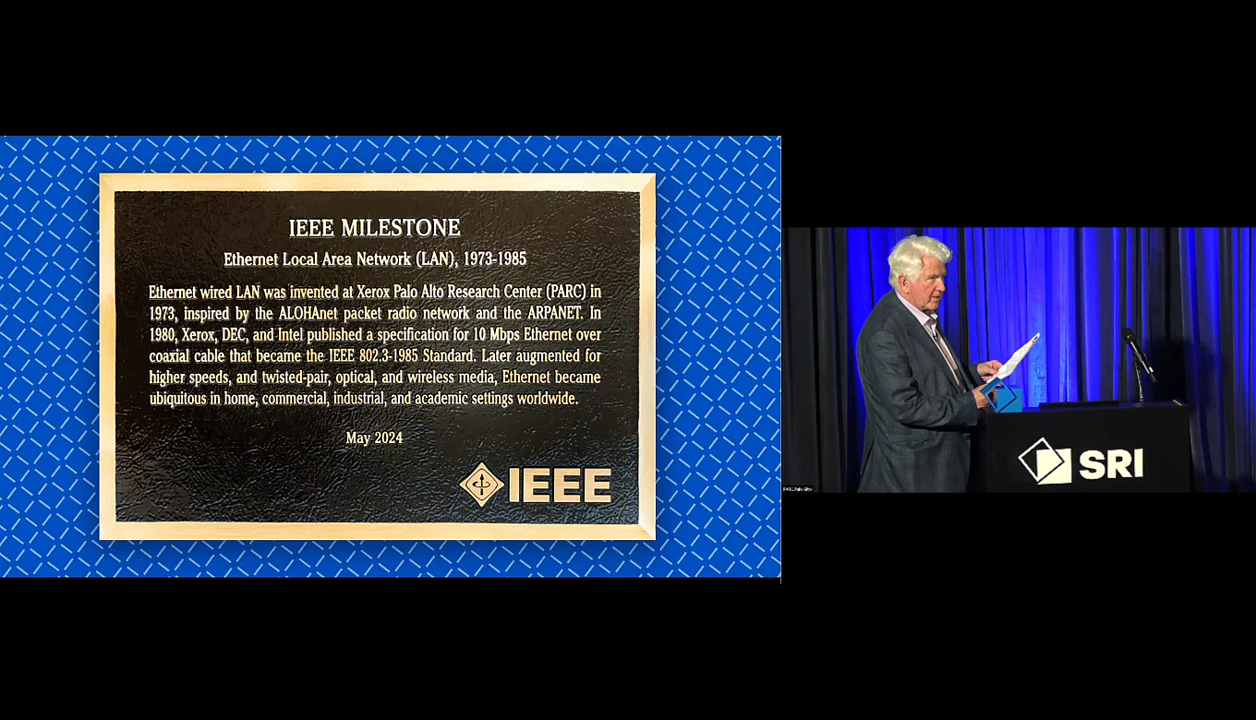 IEEE MILESTONE
Ethernet Local Area Network (LAN), 1973-1985
Ethernet wired LAN was invented at Xerox Palo Alto Research Center (PARC) in
1973, inspired by the ALOHAnet packet radio network and the ARPANET. In
1980, Xerox, DEC, and Intel published a specification for 10 Mbps Ethernet over
coaxial cable that became the IEEE 802.3-1985 Standard. Later augmented for
higher speeds, and twisted-pair, optical, and wireless media, Ethernet became
ubiquitous in home, commercial, industrial, and academic settings worldwide.
May 2024
IEEE
SRI